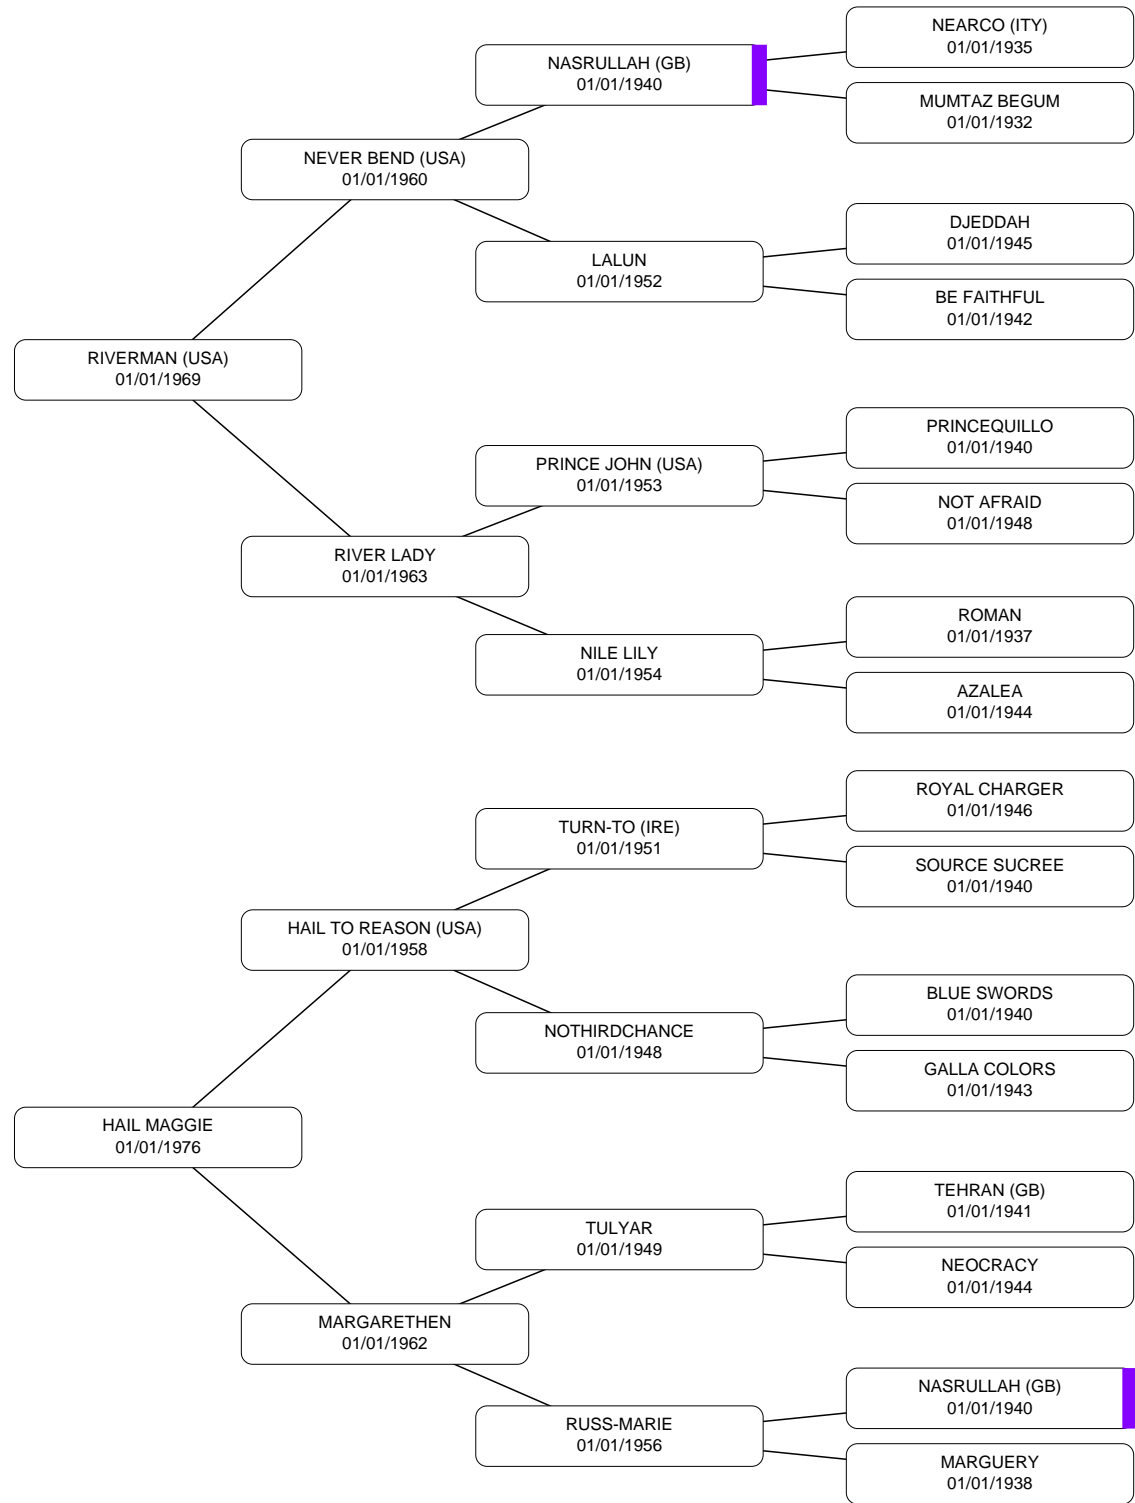 NEARCO (ITY)
01/01/1935
NASRULLAH (GB)
01/01/1940
MUMTAZ BEGUM
01/01/1932
NEVER BEND (USA)
01/01/1960
DJEDDAH
01/01/1945
LALUN
01/01/1952
BE FAITHFUL
01/01/1942
RIVERMAN (USA)
01/01/1969
PRINCEQUILLO
01/01/1940
PRINCE JOHN (USA)
01/01/1953
NOT AFRAID
01/01/1948
RIVER LADY
01/01/1963
ROMAN
01/01/1937
NILE LILY
01/01/1954
AZALEA
01/01/1944
ROYAL CHARGER
01/01/1946
TURN-TO (IRE)
01/01/1951
SOURCE SUCREE
01/01/1940
HAIL TO REASON (USA)
01/01/1958
BLUE SWORDS
01/01/1940
NOTHIRDCHANCE
01/01/1948
GALLA COLORS
01/01/1943
HAIL MAGGIE
01/01/1976
TEHRAN (GB)
01/01/1941
TULYAR
01/01/1949
NEOCRACY
01/01/1944
MARGARETHEN
01/01/1962
NASRULLAH (GB)
01/01/1940
RUSS-MARIE
01/01/1956
MARGUERY
01/01/1938